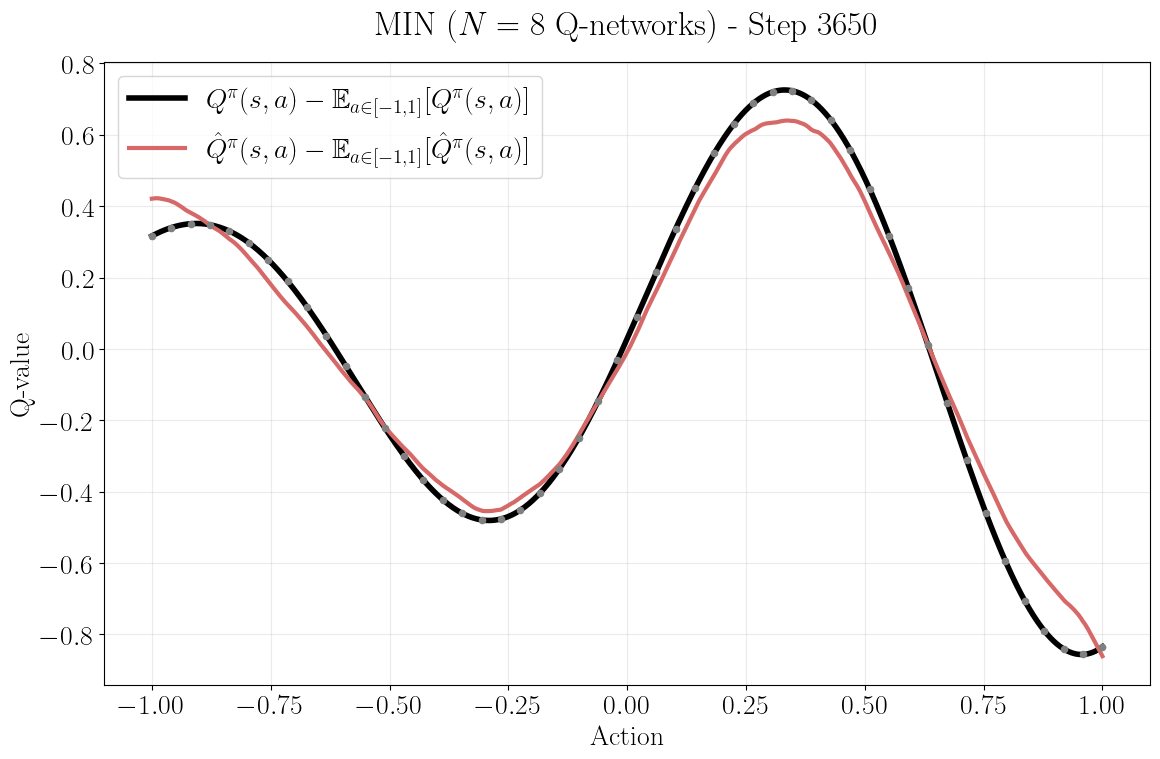 MIN (N = 8 Q-networks) - Step 3650
Q^π(s, a) − 𝔼_{a∈[−1,1]}[Q^π(s, a)]
Q̂^π(s, a) − 𝔼_{a∈[−1,1]}[Q̂^π(s, a)]
Q-value
0.8
0.6
0.4
0.2
0.0
−0.2
−0.4
−0.6
−0.8
−1.00 −0.75 −0.50 −0.25 0.00 0.25 0.50 0.75 1.00
Action